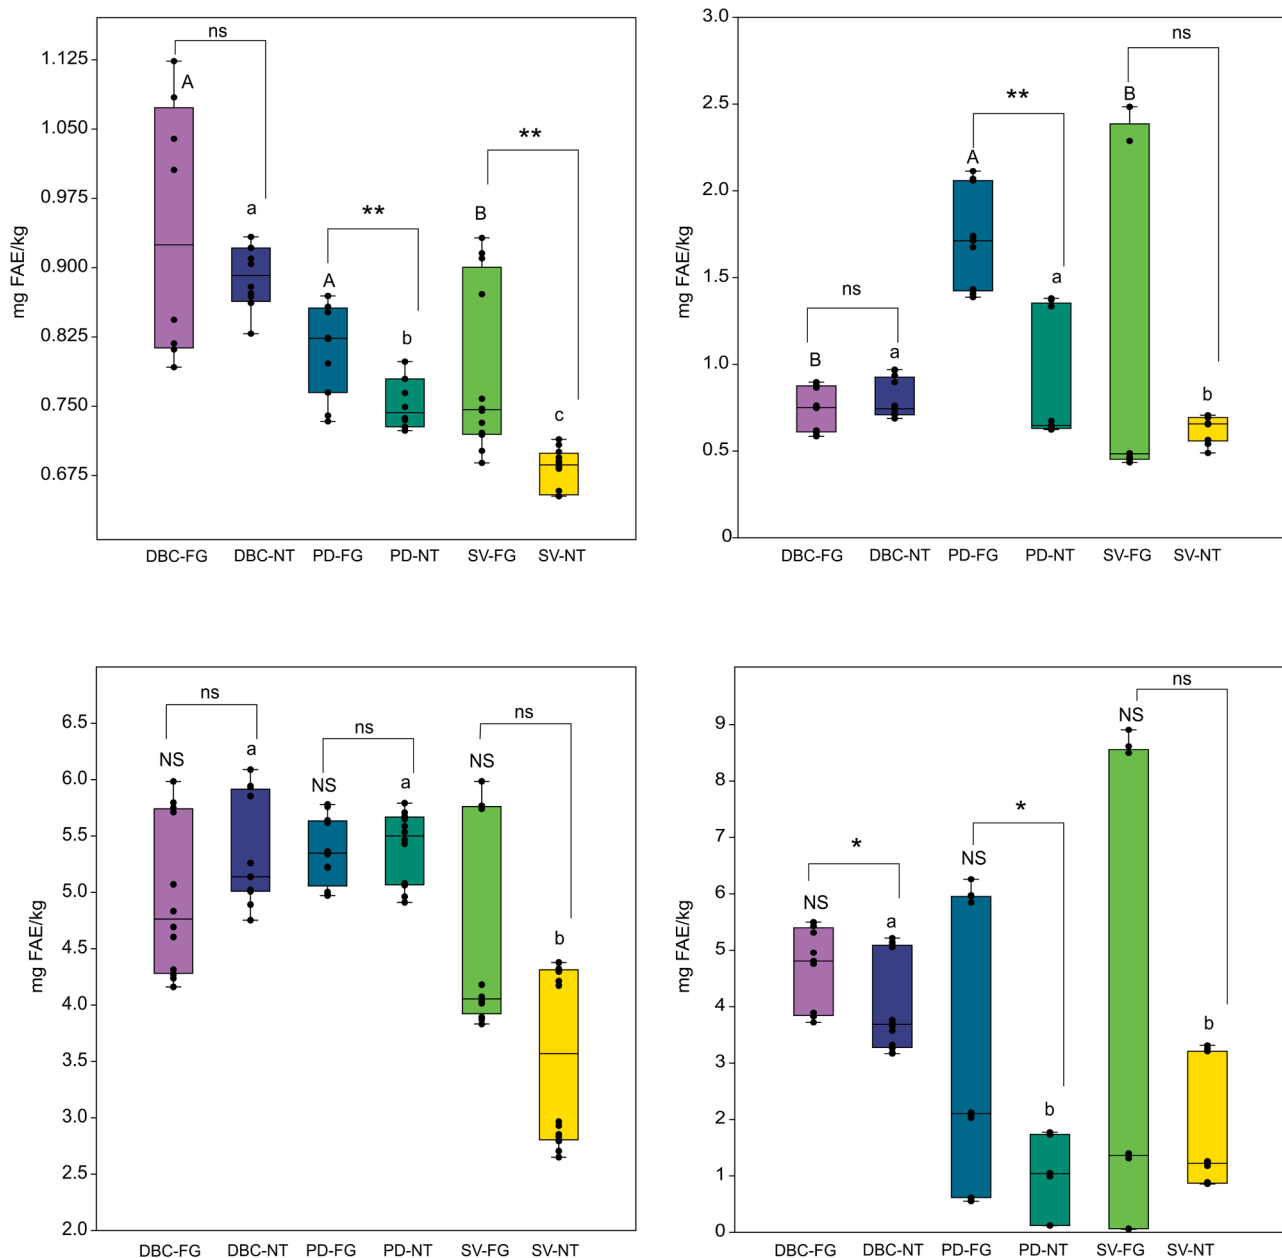 ns
1.125
A
1.050
0.975
a
0.900
mg FAE/kg
0.825
0.750
0.675
**
A
b
**
B
c
DBC-FG DBC-NT PD-FG PD-NT SV-FG SV-NT
3.0
ns
2.5
B
**
2.0
A
mg FAE/kg
1.5
ns
a
1.0
B
a
b
0.5
0
DBC-FG DBC-NT PD-FG PD-NT SV-FG SV-NT
ns
6.5
NS
a
ns
NS
a
ns
NS
6.0
5.5
5.0
mg FAE/kg
4.5
b
4.0
3.5
3.0
2.5
2.0
DBC-FG DBC-NT PD-FG PD-NT SV-FG SV-NT
ns
9
NS
8
7
*
*
NS
6
NS
a
5
mg FAE/kg
4
b
3
2
b
1
0
DBC-FG DBC-NT PD-FG PD-NT SV-FG SV-NT